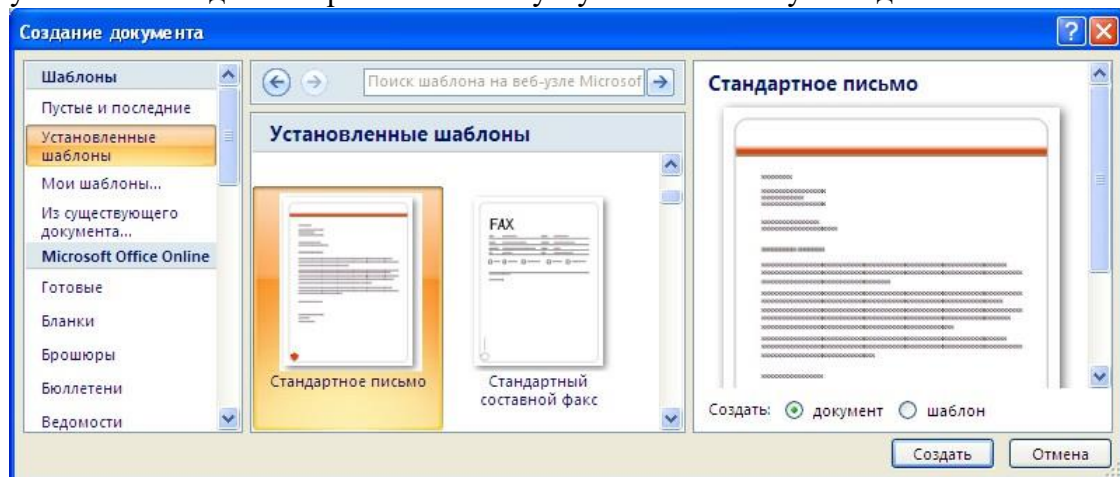 Создание документа
Шаблоны
Пустые и последние
Установленные
шаблоны
Мои шаблоны...
Из существующего
документа...
Microsoft Office Online
Готовые
Бланки
Брошюры
Бюллетени
Ведомости
Поиск шаблона на веб-узле Microsof
Установленные шаблоны
FAX
Стандартное письмо
Стандартный
составной факс
Стандартное письмо
Создать: документ шаблон
Создать Отмена